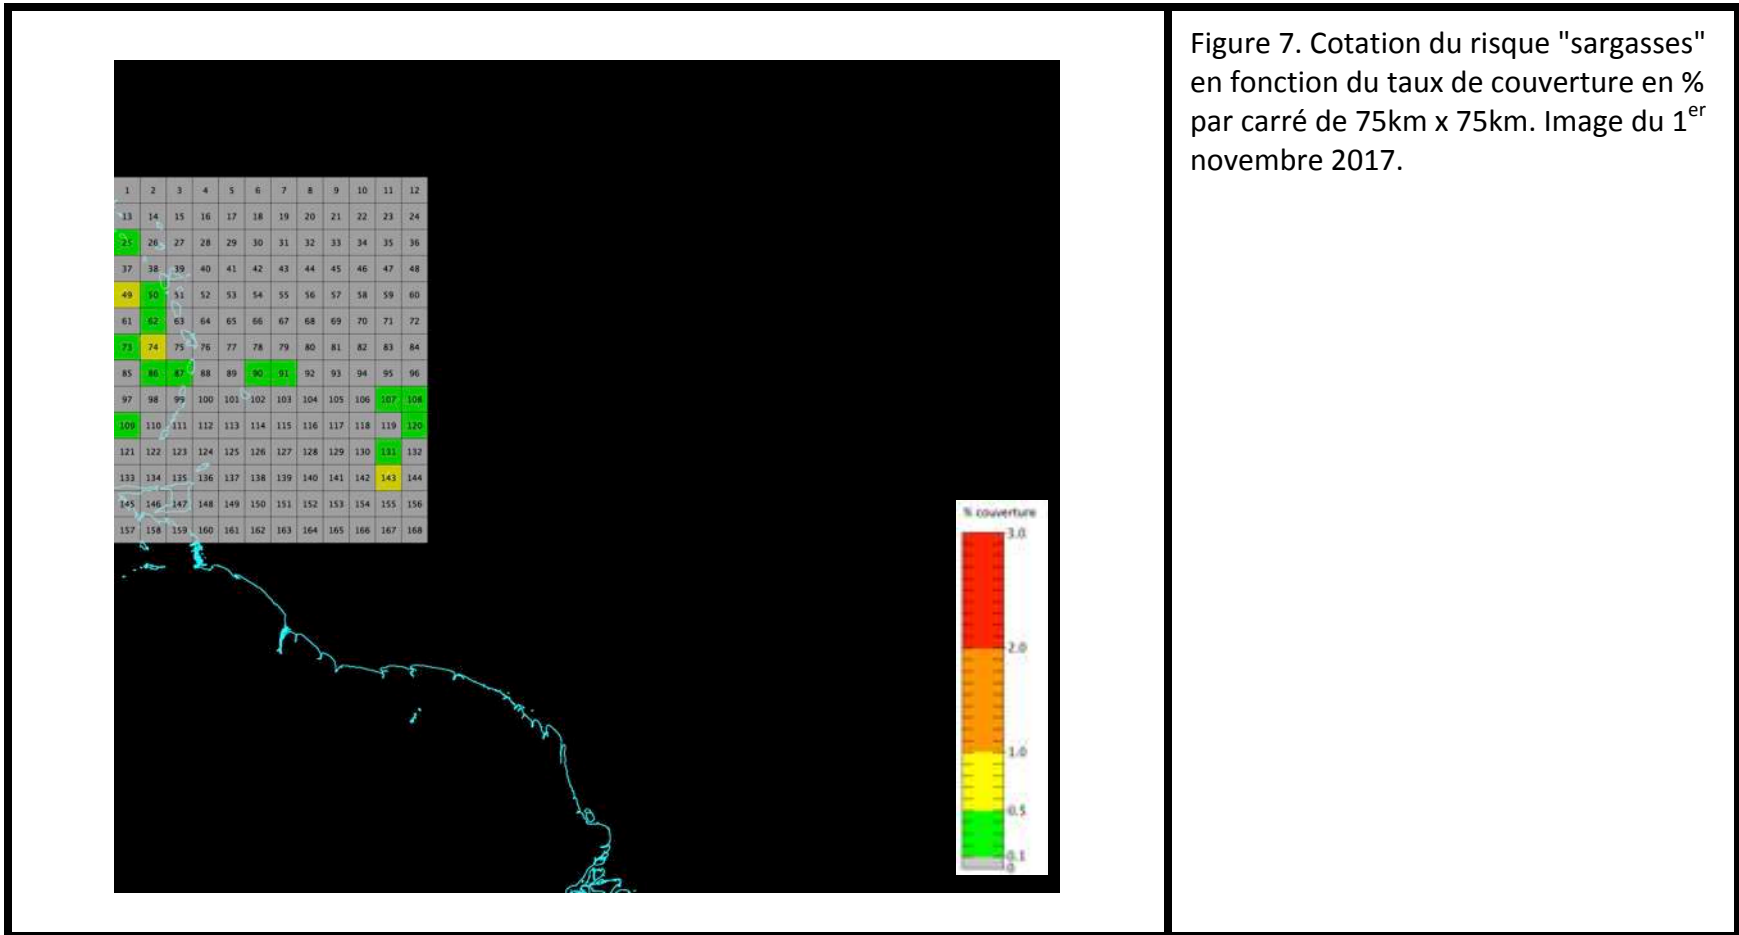 Figure 7. Cotation du risque "sargasses"
en fonction du taux de couverture en %
par carré de 75km x 75km. Image du 1er
novembre 2017.
1 2 3 4 5 6 7 8 9 10 11 12
13 14 15 16 17 18 19 20 21 22 23 24
25 26 27 28 29 30 31 32 33 34 35 36
37 38 39 40 41 42 43 44 45 46 47 48
49 50 51 52 53 54 55 56 57 58 59 60
61 62 63 64 65 66 67 68 69 70 71 72
73 74 75 76 77 78 79 80 81 82 83 84
85 86 87 88 89 90 91 92 93 94 95 96
97 98 99 100 101 102 103 104 105 106 107 108
109 110 111 112 113 114 115 116 117 118 119 120
121 122 123 124 125 126 127 128 129 130 131 132
133 134 135 136 137 138 139 140 141 142 143 144
145 146 147 148 149 150 151 152 153 154 155 156
157 158 159 160 161 162 163 164 165 166 167 168
% couverture
3.0
2.0
1.0
0.5
0.1
0